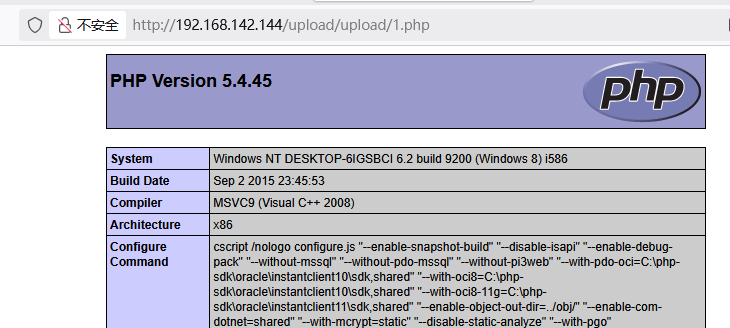 不安全 http://192.168.142.144/upload/upload/1.php
PHP Version 5.4.45
php
System Windows NT DESKTOP-6IGSBCI 6.2 build 9200 (Windows 8) i586
Build Date Sep 2 2015 23:45:53
Compiler MSVC9 (Visual C++ 2008)
Architecture x86
Configure cscript /nologo configure.js "--enable-snapshot-build" "--disable-isapi" "--enable-debug-
Command pack" "--without-mssql" "--without-pdo-mssql" "--without-pi3web" "--with-pdo-oci=C:\php-
sdk\oracle\instantclient10\sdk,shared" "--with-oci8=C:\php-
sdk\oracle\instantclient10\sdk,shared" "--with-oci8-11g=C:\php-
sdk\oracle\instantclient11\sdk,shared" "--enable-object-out-dir=../obj/" "--enable-com-
dotnet=shared" "--with-mcrypt=static" "--disable-static-analyze" "--with-pgo"